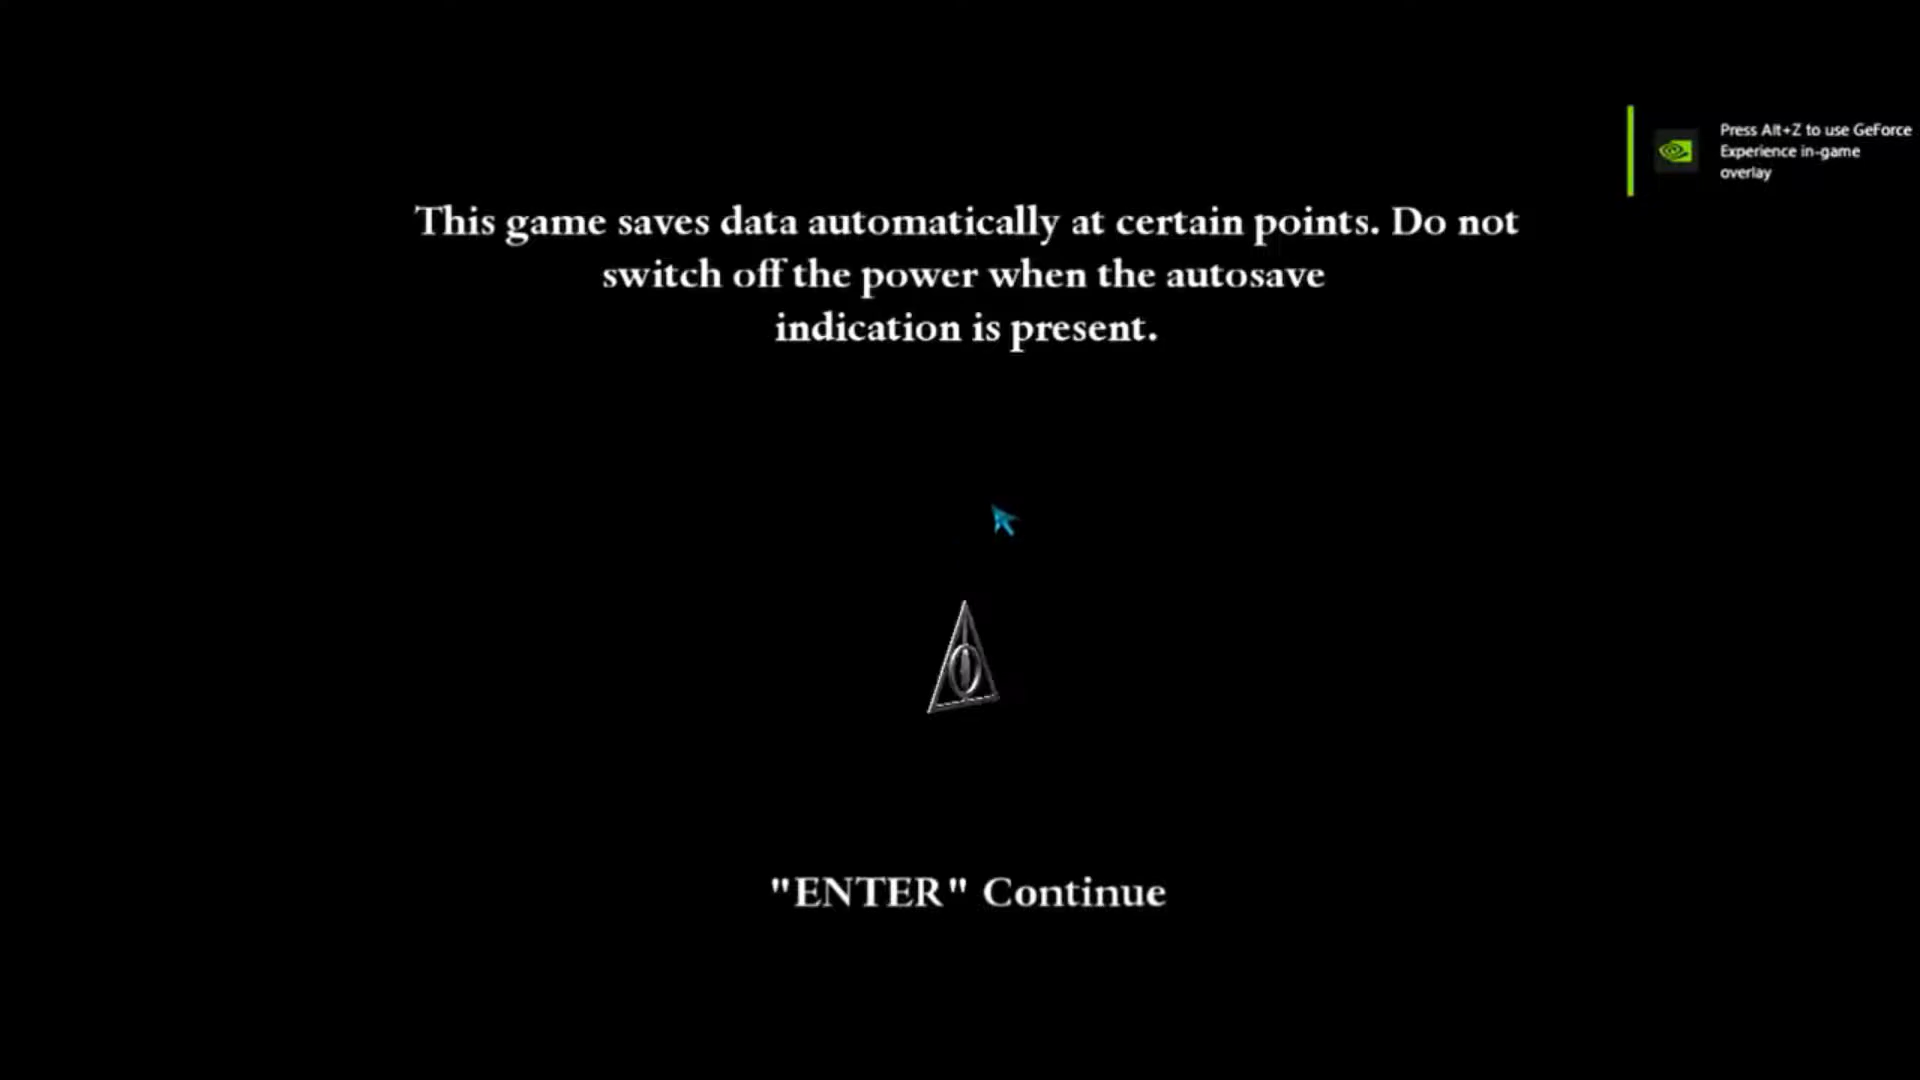 Press Alt+Z to use GeForce
Experience in-game
overlay
This game saves data automatically at certain points. Do not
switch off the power when the autosave
indication is present.
"ENTER" Continue